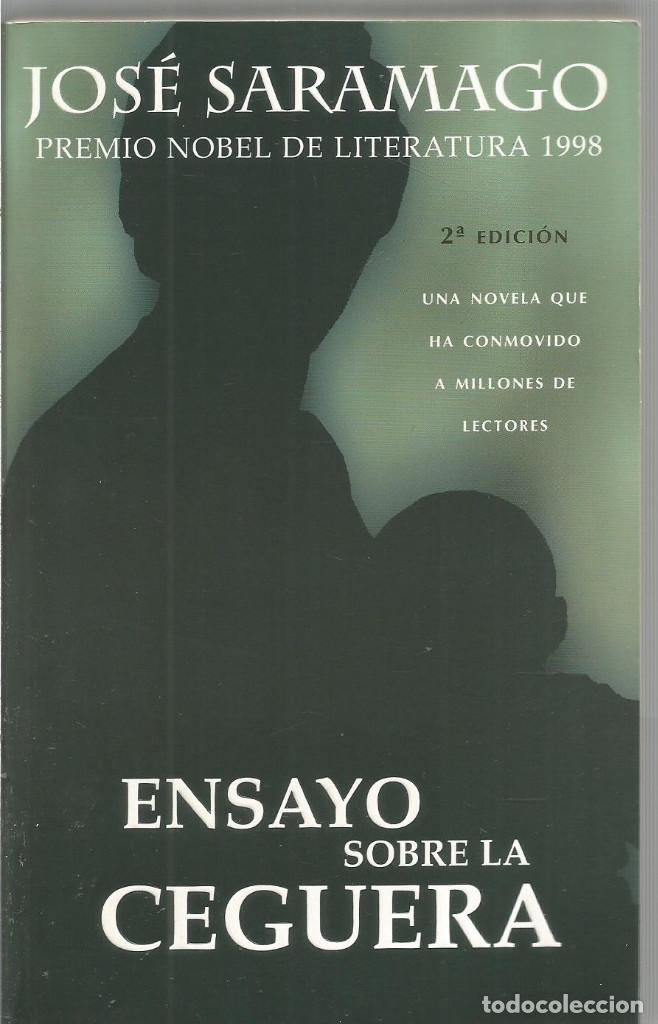 JOSÉ SARAMAGO
PREMIO NOBEL DE LITERATURA 1998
2ª EDICIÓN
UNA NOVELA QUE
HA CONMOVIDO
A MILLONES DE
LECTORES
ENSAYO
SOBRE LA
CEGUERA
todocoleccion